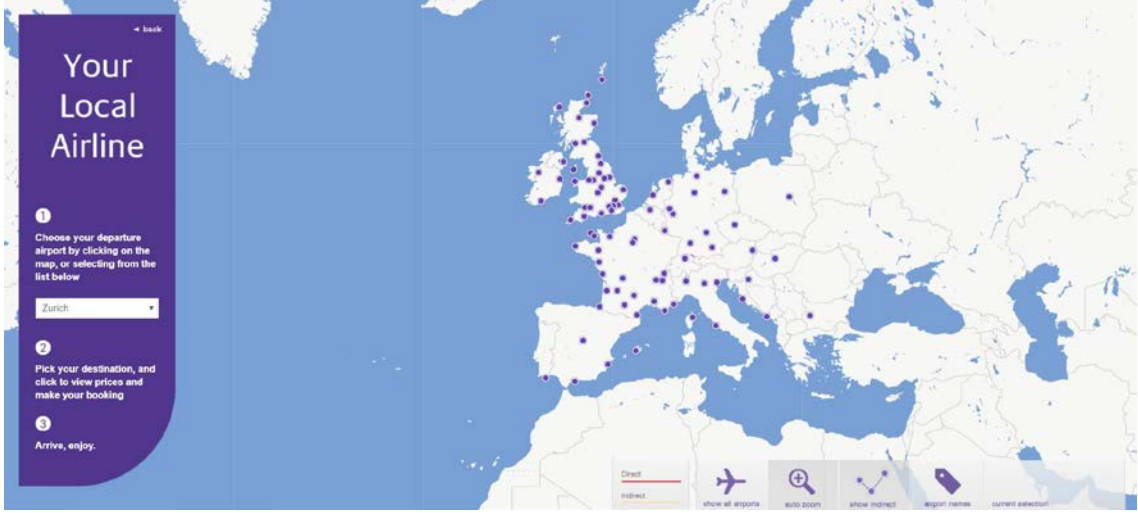 ◄ back
Your
Local
Airline
1
Choose your departure
airport by clicking on the
map, or selecting from the
list below
Zurich
2
Pick your destination, and
click to view prices and
make your booking
3
Arrive, enjoy.
Direct
Indirect
show all airports
auto zoom
show indirect
airport names
current selection